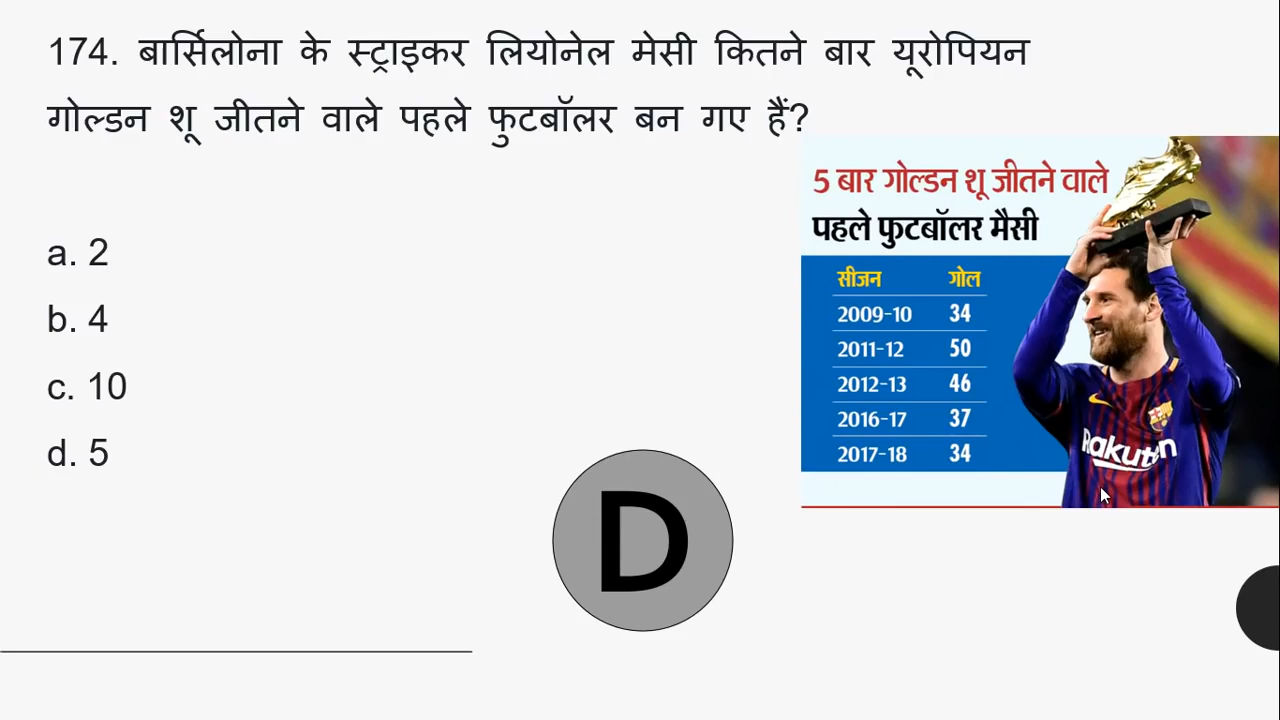 174. बार्सिलोना के स्ट्राइकर लियोनेल मेसी कितने बार यूरोपियन
गोल्डन शू जीतने वाले पहले फुटबॉलर बन गए हैं?
a. 2
b. 4
c. 10
d. 5
5 बार गोल्डन शू जीतने वाले
पहले फुटबॉलर मैसी
सीजन गोल
2009-10 34
2011-12 50
2012-13 46
2016-17 37
2017-18 34
Rakuten
D